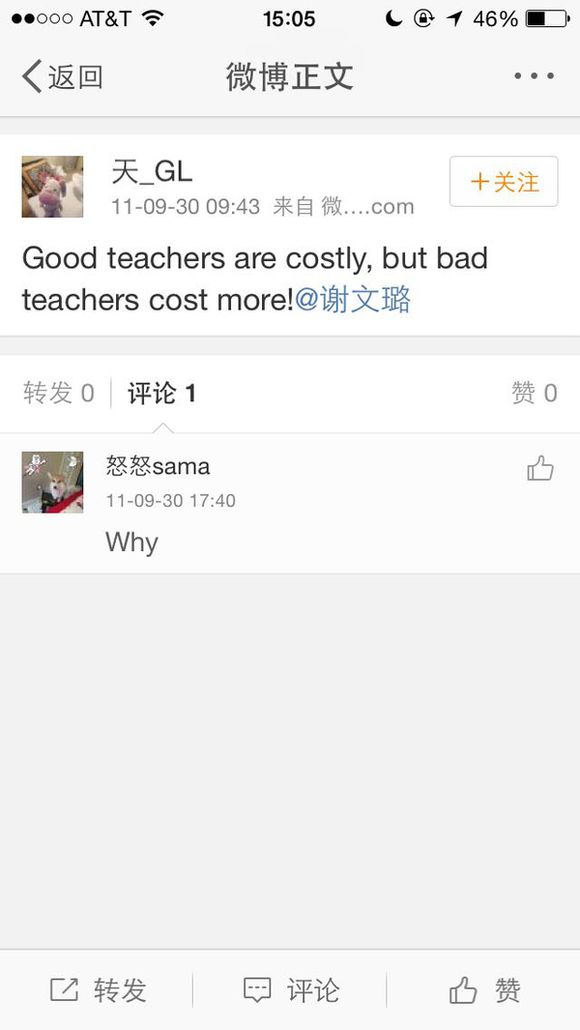 AT&T 15:05 46%
返回 微博正文
天_GL +关注
11-09-30 09:43 来自 微....com
Good teachers are costly, but bad
teachers cost more!@谢文璐
转发 0 评论 1 赞 0
怒怒sama
11-09-30 17:40
Why
转发 评论 赞